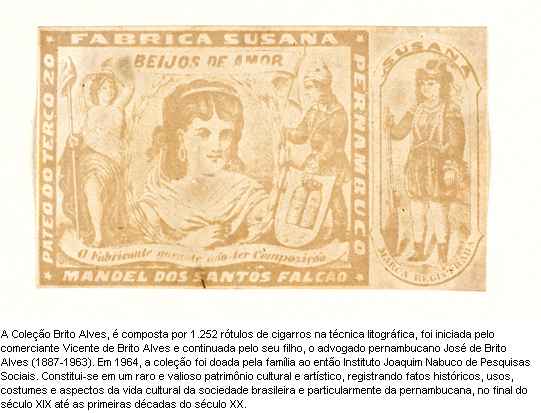 FABRICA SUSANA
BEIJOS DE AMOR
PATEO DO TERCO 20
PERNAMBUCO
O Fabricante garante não ter Composição
MANOEL DOS SANTOS FALCÃO
SUSANA
MARCA REGISTRADA
A Coleção Brito Alves, é composta por 1.252 rótulos de cigarros na técnica litográfica, foi iniciada pelo
comerciante Vicente de Brito Alves e continuada pelo seu filho, o advogado pernambucano José de Brito
Alves (1887-1963). Em 1964, a coleção foi doada pela família ao então Instituto Joaquim Nabuco de Pesquisas
Sociais. Constitui-se em um raro e valioso patrimônio cultural e artístico, registrando fatos históricos, usos,
costumes e aspectos da vida cultural da sociedade brasileira e particularmente da pernambucana, no final do
século XIX até as primeiras décadas do século XX.